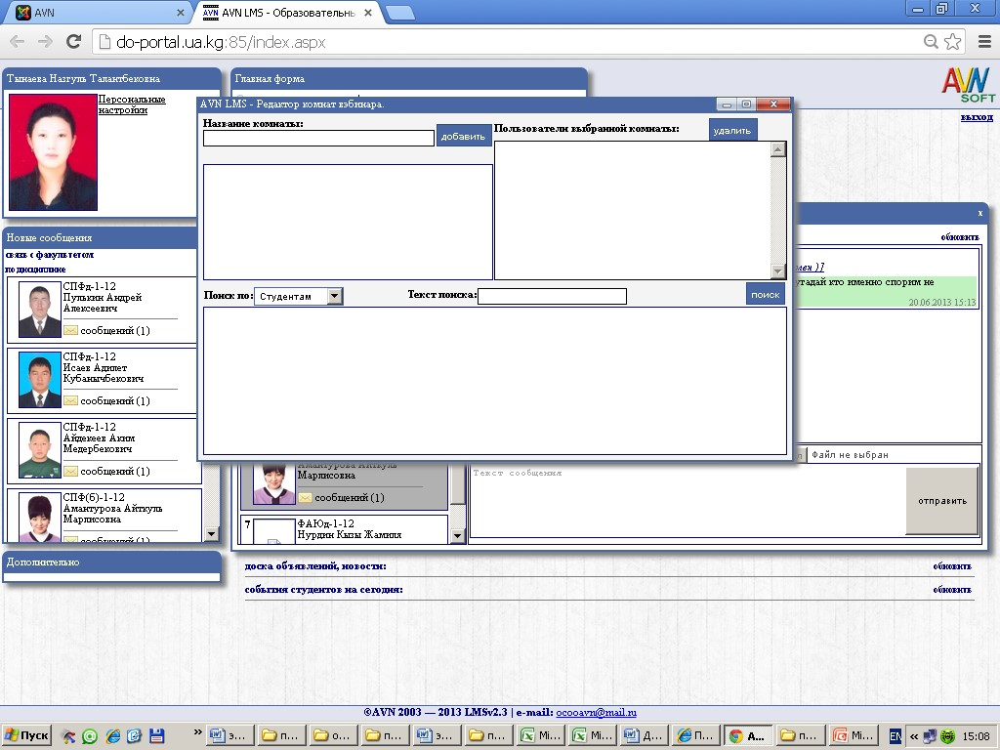 AVN
AVN LMS - Образовательнь
do-portal.ua.kg:85/index.aspx
Тынаева Назгуль Талантбековна
Персональные
настройки
Главная форма
AVN
SOFT
выход
AVN LMS - Редактор комнат вэбинара.
Название комнаты:
добавить
Пользователи выбранной комнаты:
удалить
Поиск по:
Студентам
Текст поиска:
поиск
Новые сообщения
связь с факультетом
по дисциплине
СПФд-1-12
Пулькин Андрей
Алексеевич
сообщений (1)
СПФд-1-12
Исаев Адилет
Кубанычбекович
сообщений (1)
СПФд-1-12
Айдекеев Аким
Медербекович
сообщений (1)
СПФ(б)-1-12
Амантурова Айткуль
Марлисовна
сообщений (1)
Дополнительно
x
обновить
мен )]
угадай кто именно спорим не
20.06.2013 15:13
Амантурова Айткуль
Марлисовна
сообщений (1)
7
ФАЮд-1-12
Нурдин Кызы Жамиля
Файл не выбран
Текст сообщения
отправить
доска объявлений, новости:
обновить
события студентов на сегодня:
обновить
©AVN 2003 — 2013 LMSv2.3 | e-mail: ocooavn@mail.ru
Пуск
»
э...
п...
о...
п...
э...
п...
Mi...
Mi...
Д...
П...
A...
п...
Mi...
EN
«
15:08